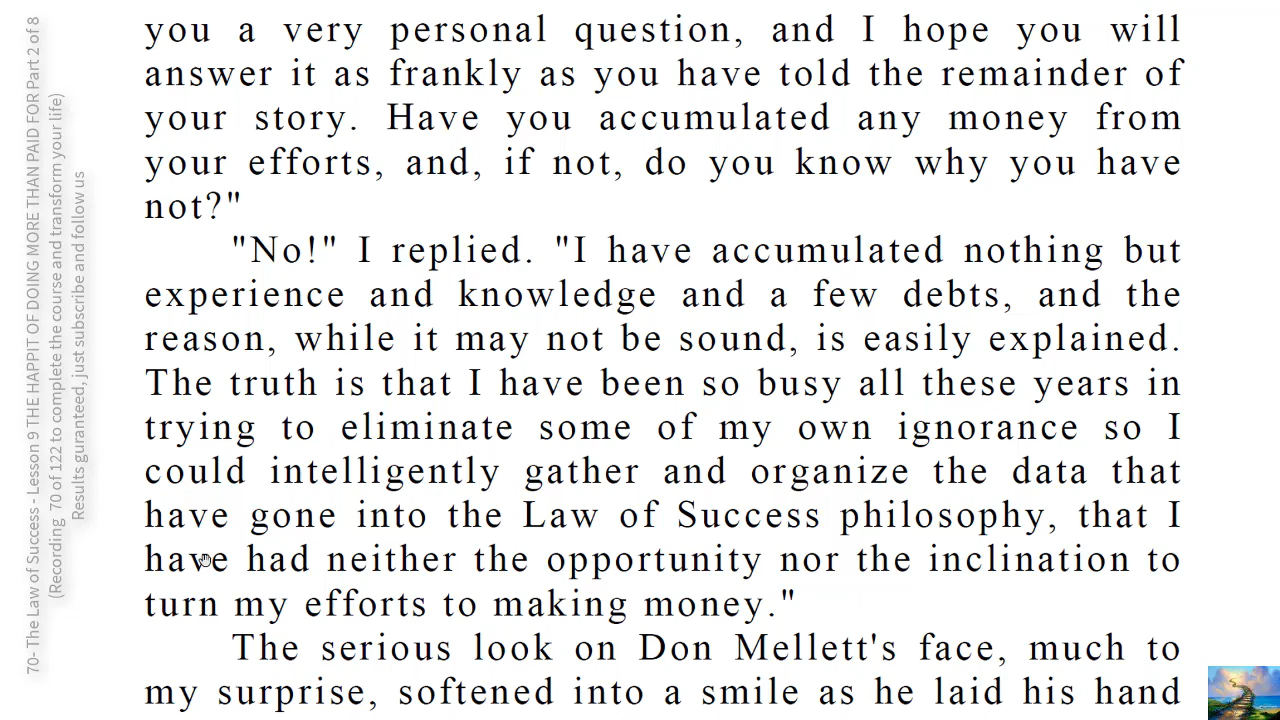 you a very personal question, and I hope you will
answer it as frankly as you have told the remainder of
your story. Have you accumulated any money from
your efforts, and, if not, do you know why you have
not?"
"No!" I replied. "I have accumulated nothing but
experience and knowledge and a few debts, and the
reason, while it may not be sound, is easily explained.
The truth is that I have been so busy all these years in
trying to eliminate some of my own ignorance so I
could intelligently gather and organize the data that
have gone into the Law of Success philosophy, that I
have had neither the opportunity nor the inclination to
turn my efforts to making money."
The serious look on Don Mellett's face, much to
my surprise, softened into a smile as he laid his hand
70- The Law of Success - Lesson 9 THE HAPPIT OF DOING MORE THAN PAID FOR Part 2 of 8
(Recording 70 of 122 to complete the course and transform your life)
Results guranteed, just subscribe and follow us